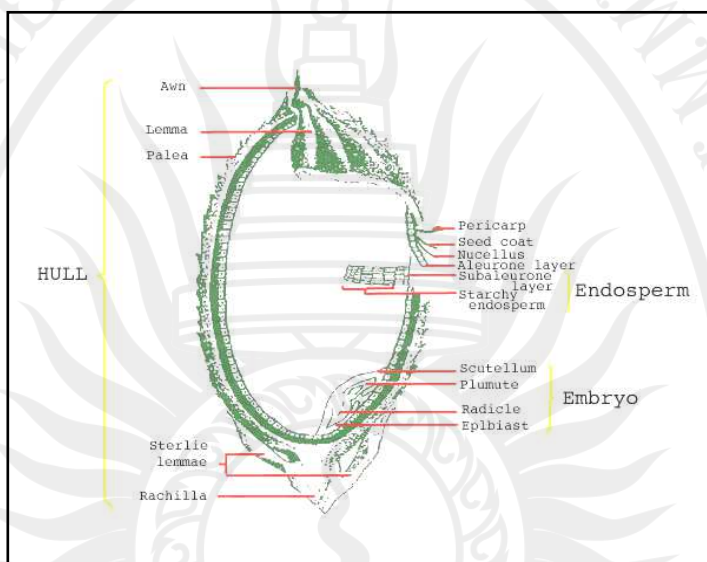 Awn
Lemma
Palea
HULL
Pericarp
Seed coat
Nucellus
Aleurone layer
Subaleurone
layer
Starchy
endosperm
Endosperm
Scutellum
Plumute
Radicle
Eplbiast
Embryo
Sterlie
lemmae
Rachilla